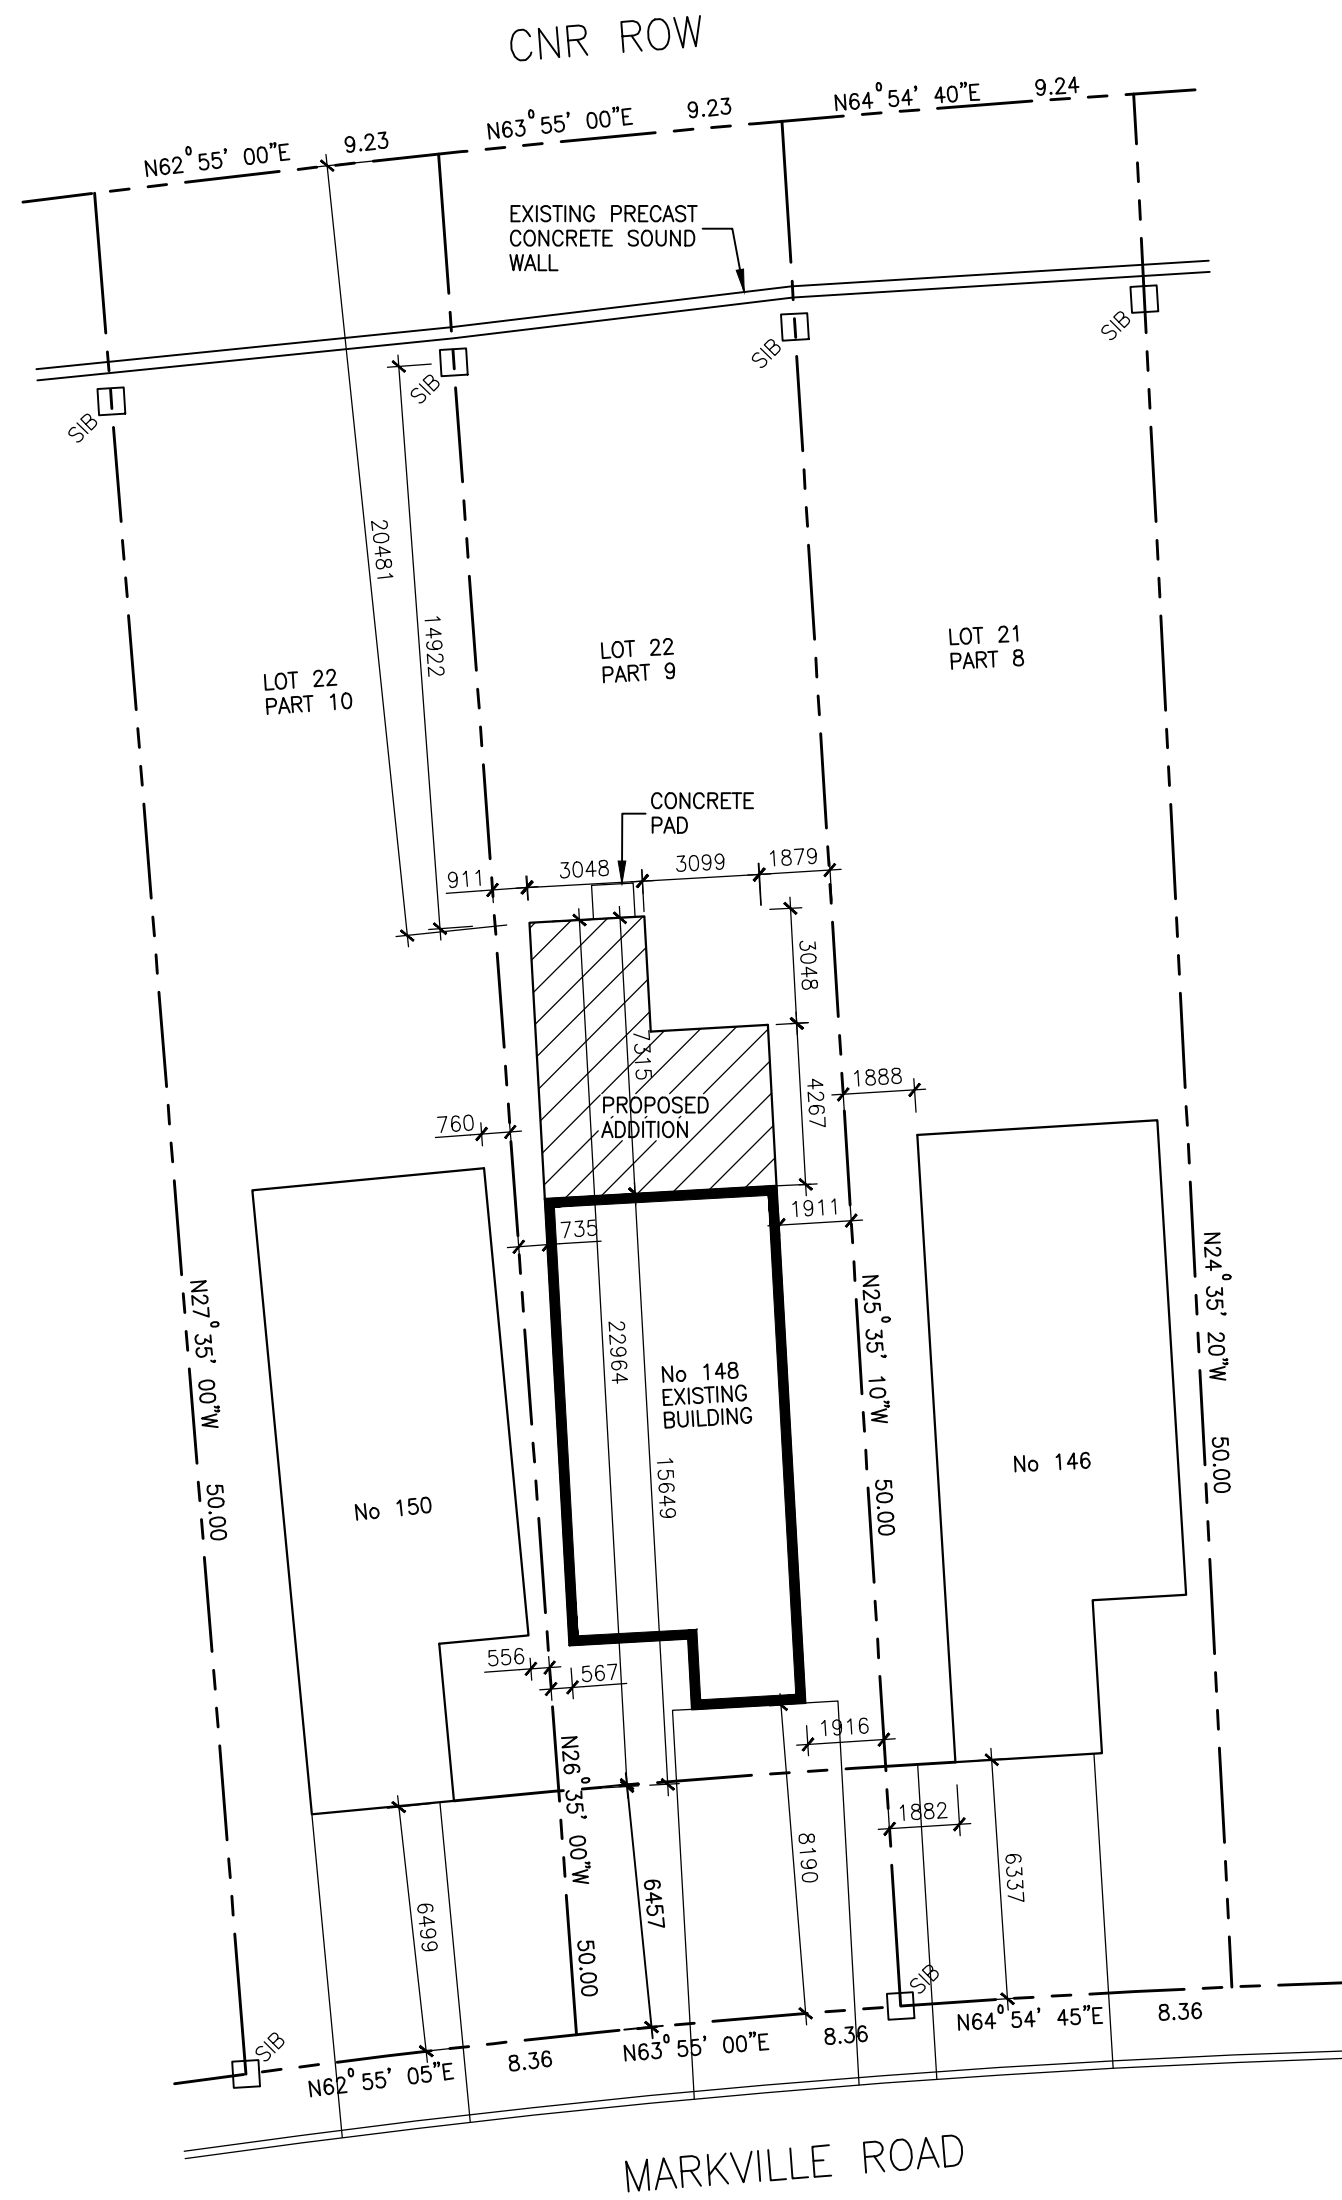 CNR ROW
N62°55' 00"E
9.23
N63°55' 00"E
9.23
N64°54' 40"E
9.24
EXISTING PRECAST
CONCRETE SOUND
WALL
SIB
SIB
SIB
SIB
20481
14922
LOT 22
PART 10
LOT 22
PART 9
LOT 21
PART 8
CONCRETE
PAD
911
3048
3099
1879
3048
7315
4267
1888
PROPOSED
ADDITION
760
735
1911
N27°35' 00"W
50.00
22964
15649
No 148
EXISTING
BUILDING
N25°35' 10"W
50.00
N24°35' 20"W
50.00
No 150
No 146
556
567
1916
N26°35' 00"W
50.00
1882
6499
6457
8190
6337
SIB
SIB
N62°55' 05"E
8.36
N63°55' 00"E
8.36
N64°54' 45"E
8.36
MARKVILLE ROAD